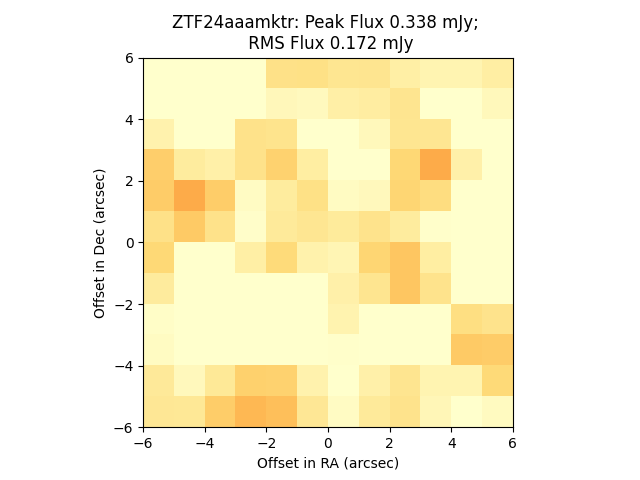 ZTF24aaamktr: Peak Flux 0.338 mJy;
RMS Flux 0.172 mJy
6
4
2
0
−2
−4
−6
Offset in Dec (arcsec)
−6 −4 −2 0 2 4 6
Offset in RA (arcsec)